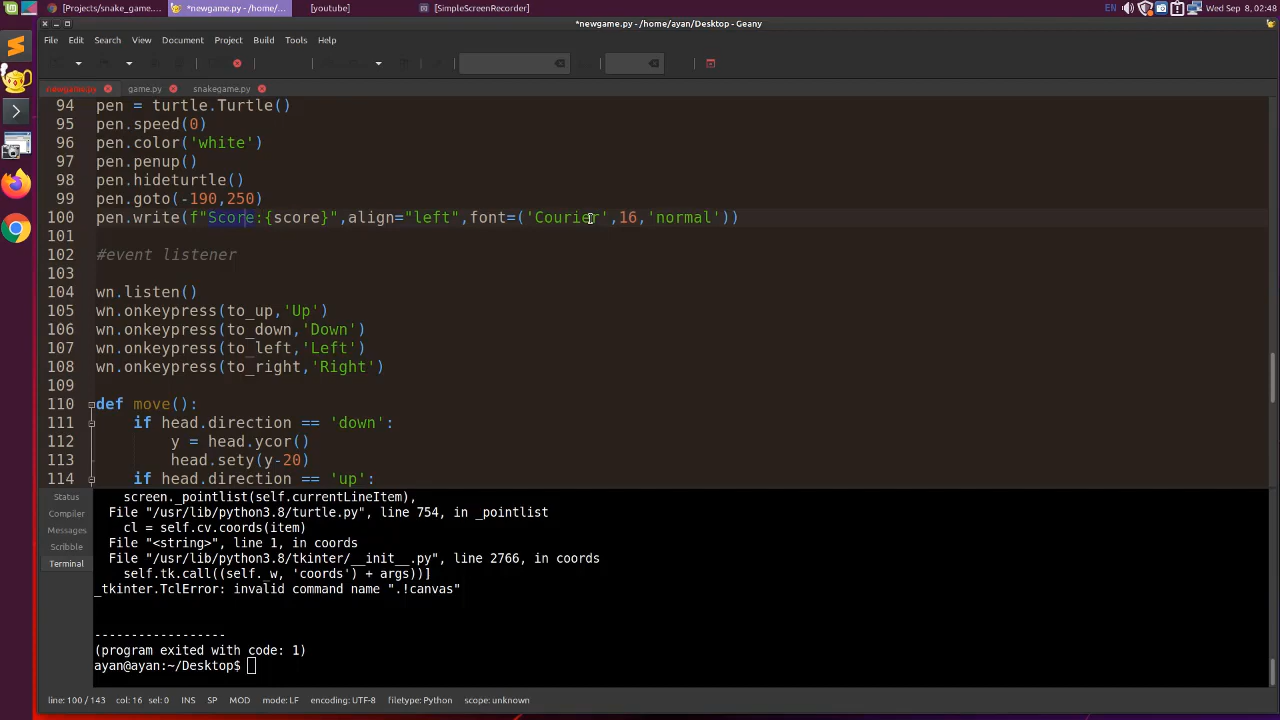 [Projects/snake_game.... *newgame.py - /home/... [youtube] [SimpleScreenRecorder] EN Wed Sep 8, 02:48
*newgame.py - /home/ayan/Desktop - Geany
File Edit Search View Document Project Build Tools Help
newgame.py game.py snakegame.py
94 pen = turtle.Turtle()
95 pen.speed(0)
96 pen.color('white')
97 pen.penup()
98 pen.hideturtle()
99 pen.goto(-190,250)
100 pen.write(f"Score:{score}",align="left",font=('Courier',16,'normal'))
101
102 #event listener
103
104 wn.listen()
105 wn.onkeypress(to_up,'Up')
106 wn.onkeypress(to_down,'Down')
107 wn.onkeypress(to_left,'Left')
108 wn.onkeypress(to_right,'Right')
109
110 def move():
111 if head.direction == 'down':
112 y = head.ycor()
113 head.sety(y-20)
114 if head.direction == 'up':
Status
Compiler
Messages
Scribble
Terminal
screen._pointlist(self.currentLineItem),
File "/usr/lib/python3.8/turtle.py", line 754, in _pointlist
cl = self.cv.coords(item)
File "<string>", line 1, in coords
File "/usr/lib/python3.8/tkinter/__init__.py", line 2766, in coords
self.tk.call((self._w, 'coords') + args))]
_tkinter.TclError: invalid command name ".!canvas"
------------------
(program exited with code: 1)
ayan@ayan:~/Desktop$
line: 100 / 143 col: 16 sel: 0 INS SP MOD mode: LF encoding: UTF-8 filetype: Python scope: unknown